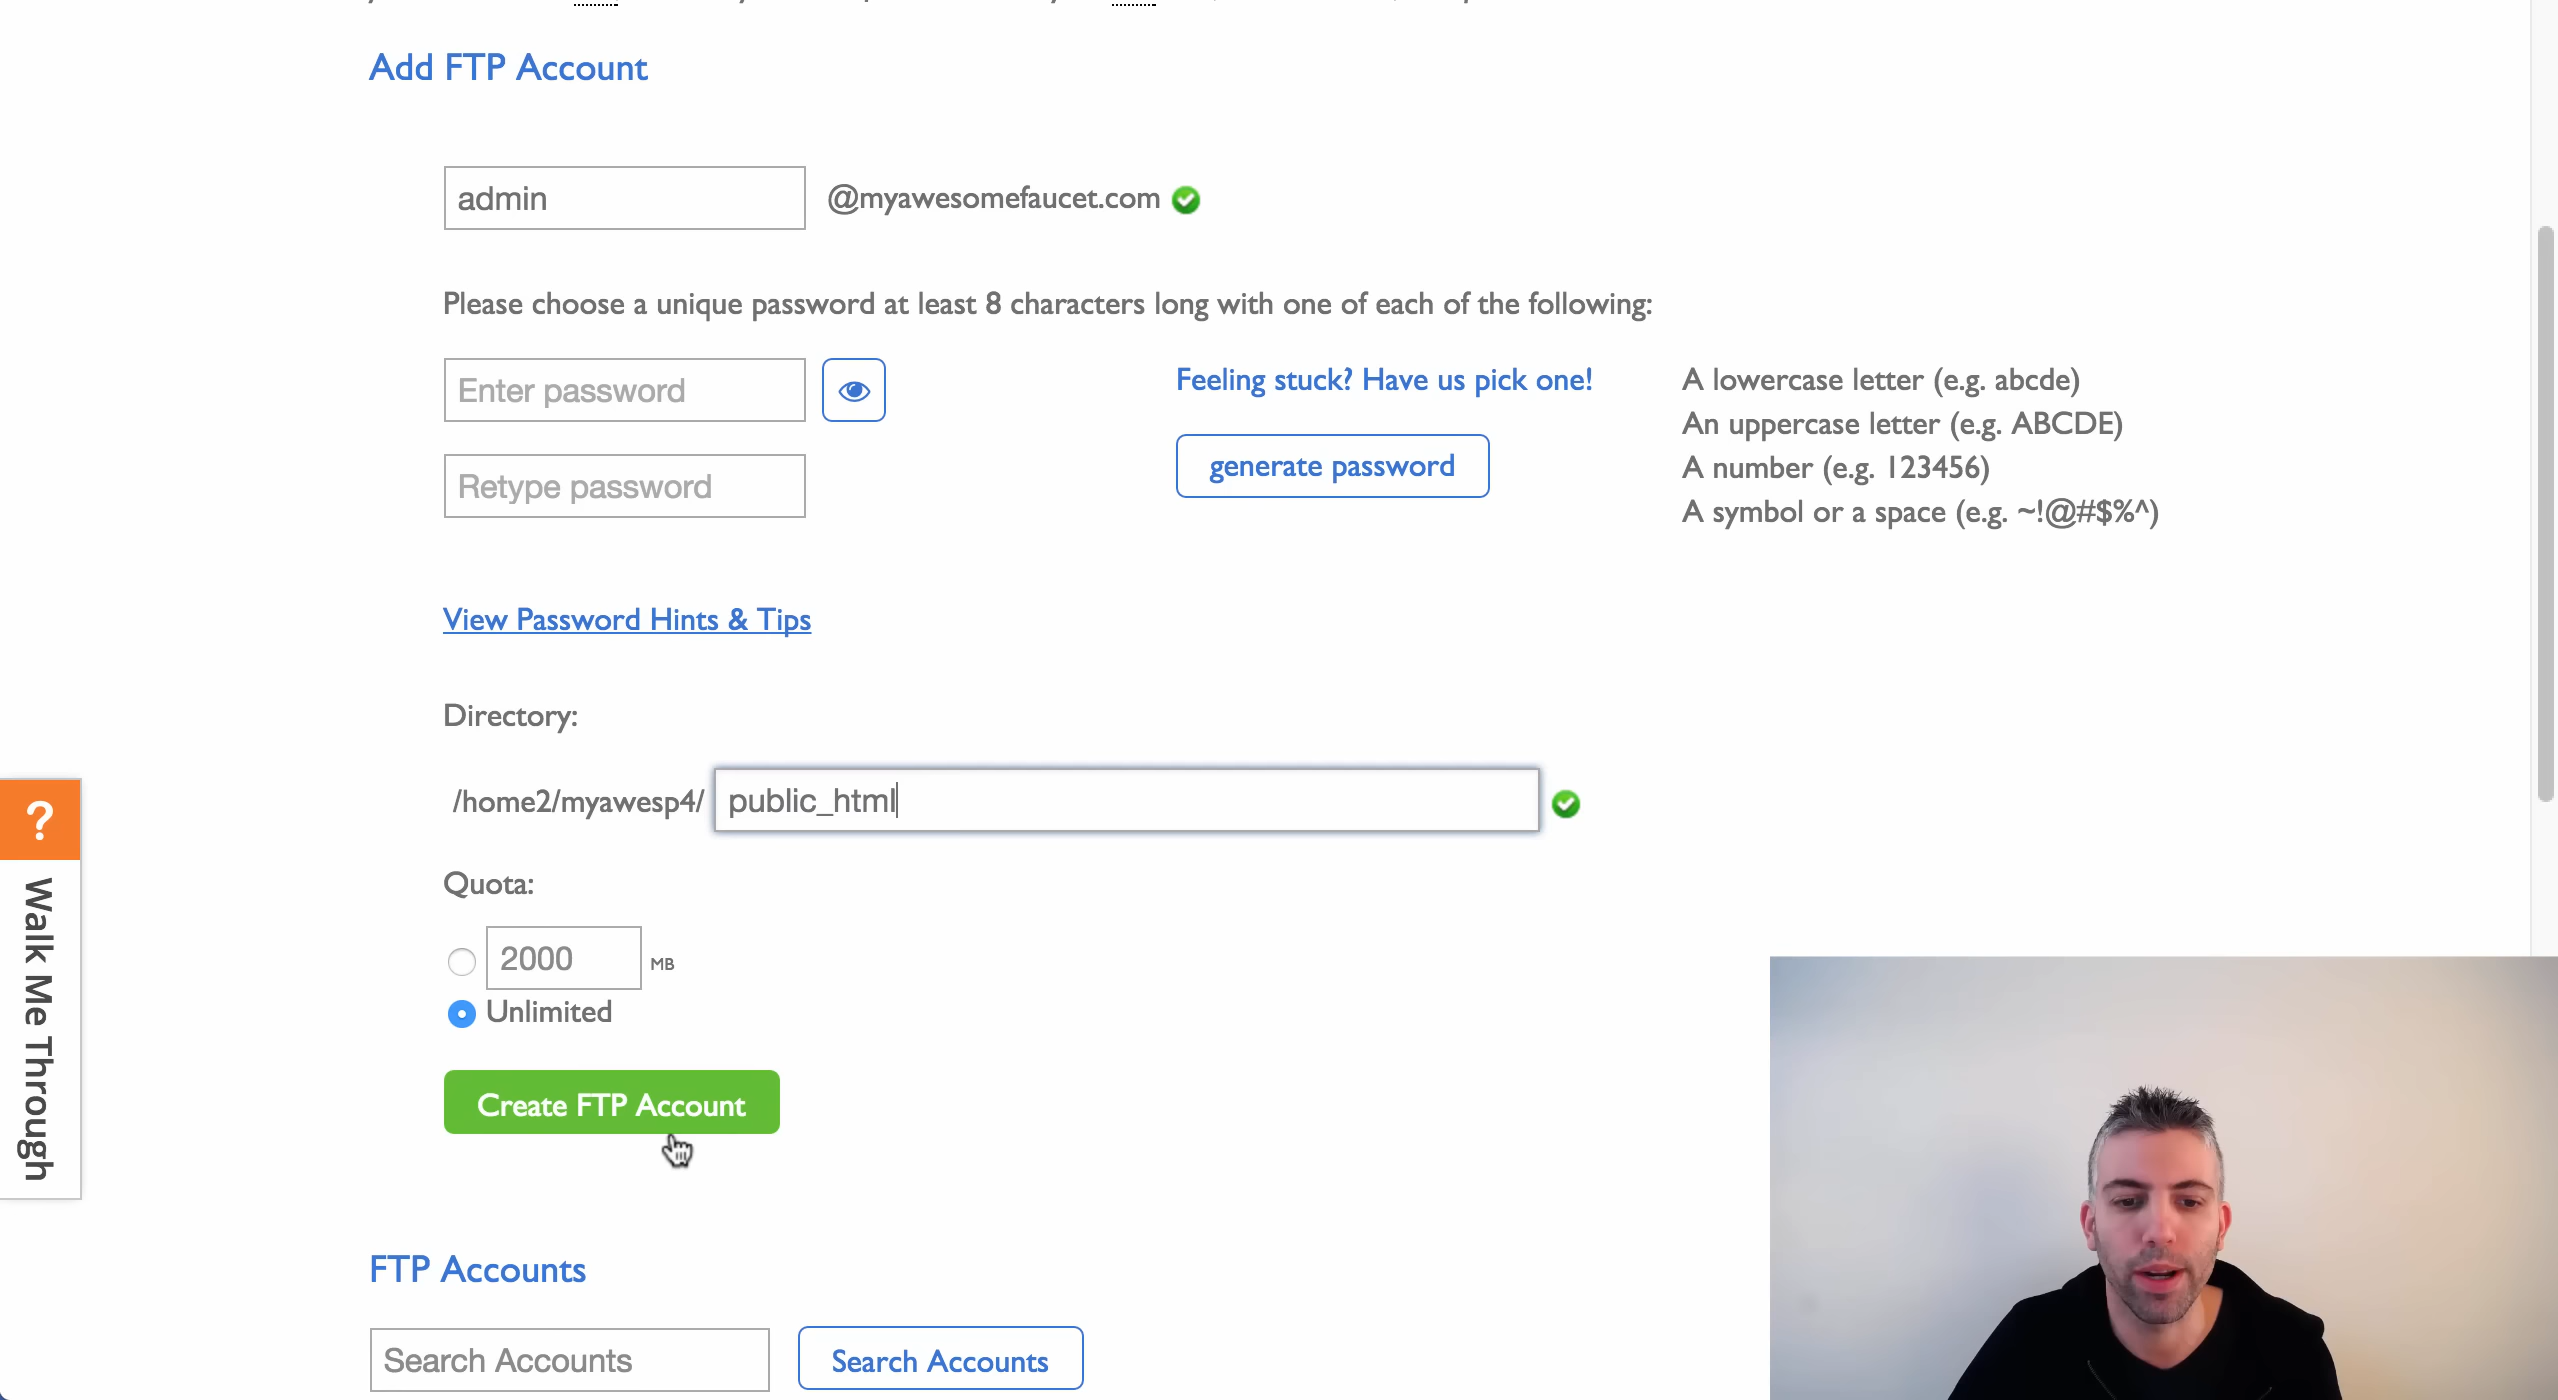 Add FTP Account
admin @myawesomefaucet.com
Please choose a unique password at least 8 characters long with one of each of the following:
Enter password
Retype password
Feeling stuck? Have us pick one!
generate password
A lowercase letter (e.g. abcde)
An uppercase letter (e.g. ABCDE)
A number (e.g. 123456)
A symbol or a space (e.g. ~!@#$%^)
View Password Hints & Tips
Directory:
/home2/myawesp4/ public_html
Quota:
2000 MB
Unlimited
Create FTP Account
? Walk Me Through
FTP Accounts
Search Accounts Search Accounts